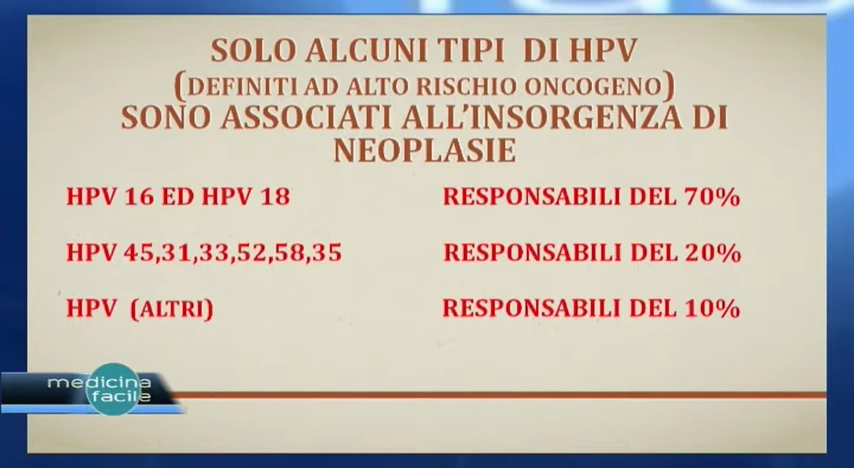 SOLO ALCUNI TIPI DI HPV
(DEFINITI AD ALTO RISCHIO ONCOGENO)
SONO ASSOCIATI ALL'INSORGENZA DI
NEOPLASIE
HPV 16 ED HPV 18 RESPONSABILI DEL 70%
HPV 45,31,33,52,58,35 RESPONSABILI DEL 20%
HPV (ALTRI) RESPONSABILI DEL 10%
medicina
facile